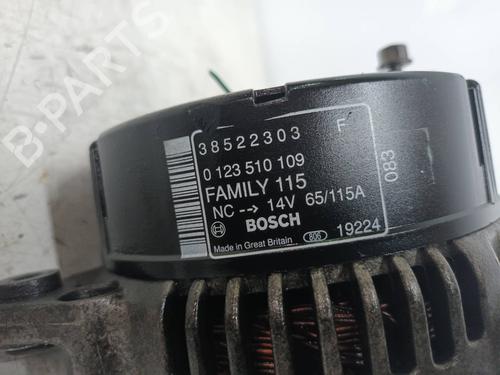 38522303 F
0 123 510 109
FAMILY 115
NC --> 14V 65/115A
BOSCH
Made in Great Britain 806 19224
083
B-PARTS